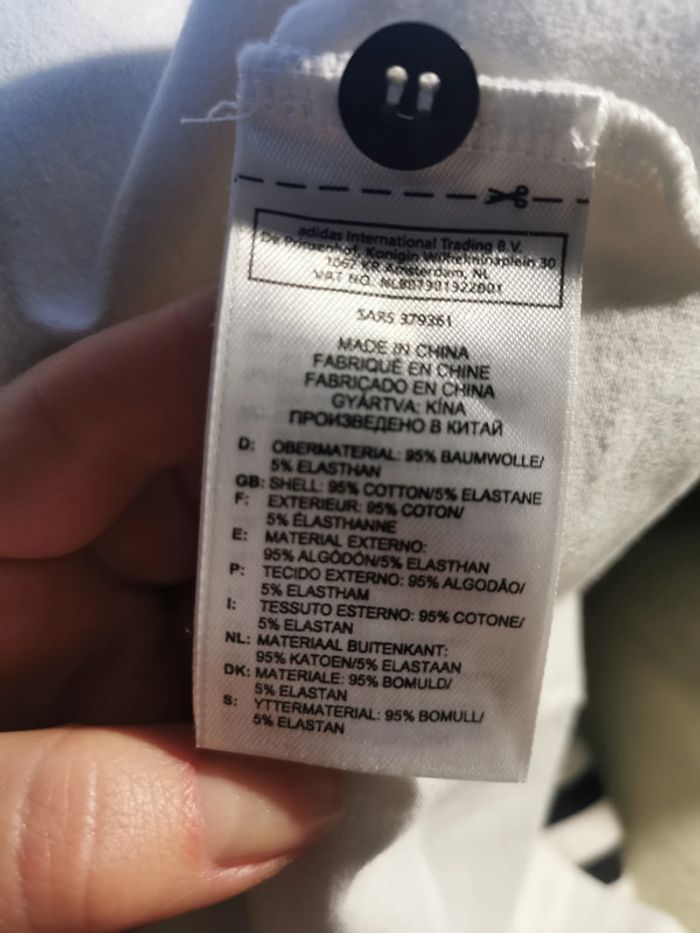 adidas International Trading B.V.
De Prinsenhof, Konigin Wilhelminaplein 30
1062 KR Amsterdam, NL
VAT NO. NL
SARS 379361
MADE IN CHINA
FABRIQUÉ EN CHINE
FABRICADO EN CHINA
GYÁRTVA: KÍNA
ПРОИЗВЕДЕНО В КИТАЙ
D: OBERMATERIAL: 95% BAUMWOLLE/
5% ELASTHAN
GB: SHELL: 95% COTTON/5% ELASTANE
F: EXTERIEUR: 95% COTON/
5% ÉLASTHANNE
E: MATERIAL EXTERNO:
95% ALGÓDÓN/5% ELASTHAN
P: TECIDO EXTERNO: 95% ALGODÃO/
5% ELASTHAM
I: TESSUTO ESTERNO: 95% COTONE/
5% ELASTAN
NL: MATERIAAL BUITENKANT:
95% KATOEN/5% ELASTAAN
DK: MATERIALE: 95% BOMULD/
5% ELASTAN
S: YTTERMATERIAL: 95% BOMULL/
5% ELASTAN